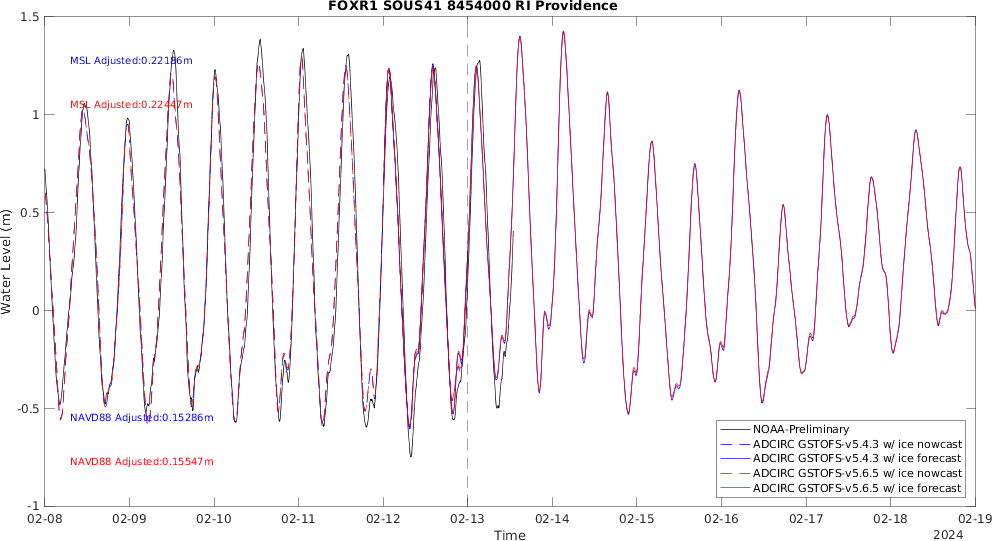 FOXR1 SOUS41 8454000 RI Providence
1.5
1
0.5
0
-0.5
-1
Water Level (m)
MSL Adjusted:0.22186m
MSL Adjusted:0.22447m
NAVD88 Adjusted:0.15286m
NAVD88 Adjusted:0.15547m
NOAA-Preliminary
ADCIRC GSTOFS-v5.4.3 w/ ice nowcast
ADCIRC GSTOFS-v5.4.3 w/ ice forecast
ADCIRC GSTOFS-v5.6.5 w/ ice nowcast
ADCIRC GSTOFS-v5.6.5 w/ ice forecast
02-08 02-09 02-10 02-11 02-12 02-13 02-14 02-15 02-16 02-17 02-18 02-19
Time
2024